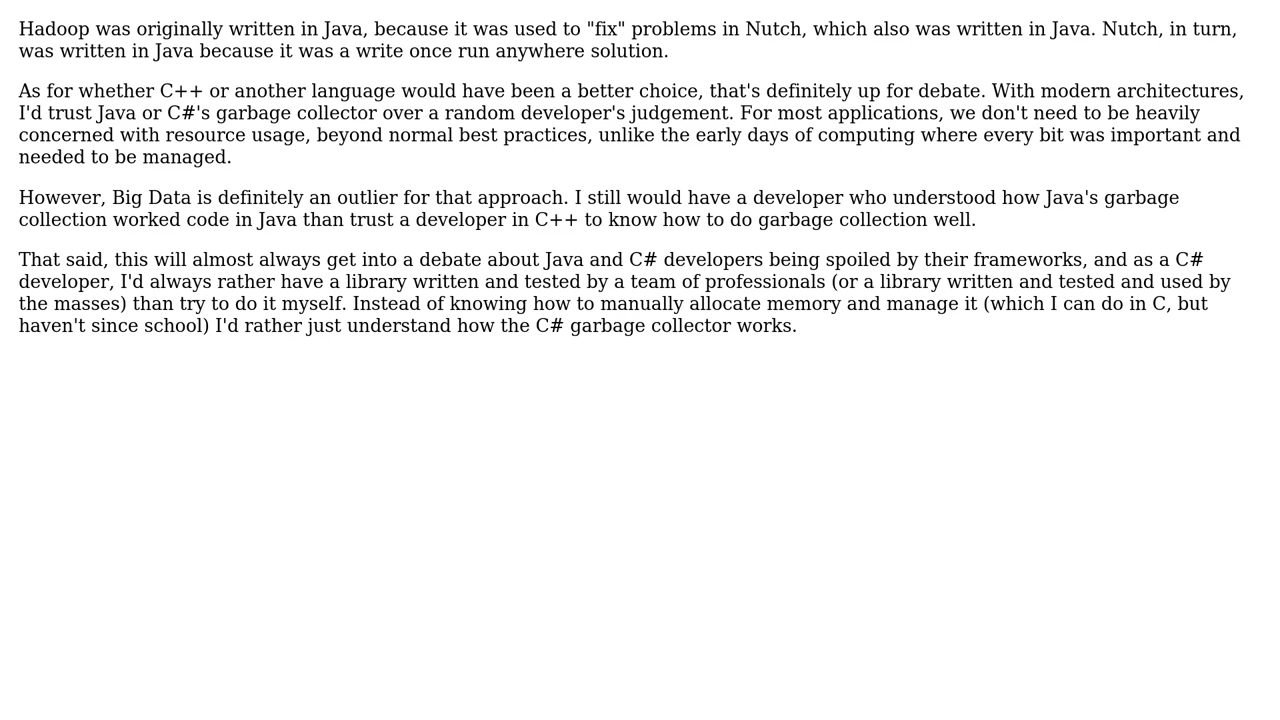 Hadoop was originally written in Java, because it was used to "fix" problems in Nutch, which also was written in Java. Nutch, in turn,
was written in Java because it was a write once run anywhere solution.
As for whether C++ or another language would have been a better choice, that's definitely up for debate. With modern architectures,
I'd trust Java or C#'s garbage collector over a random developer's judgement. For most applications, we don't need to be heavily
concerned with resource usage, beyond normal best practices, unlike the early days of computing where every bit was important and
needed to be managed.
However, Big Data is definitely an outlier for that approach. I still would have a developer who understood how Java's garbage
collection worked code in Java than trust a developer in C++ to know how to do garbage collection well.
That said, this will almost always get into a debate about Java and C# developers being spoiled by their frameworks, and as a C#
developer, I'd always rather have a library written and tested by a team of professionals (or a library written and tested and used by
the masses) than try to do it myself. Instead of knowing how to manually allocate memory and manage it (which I can do in C, but
haven't since school) I'd rather just understand how the C# garbage collector works.